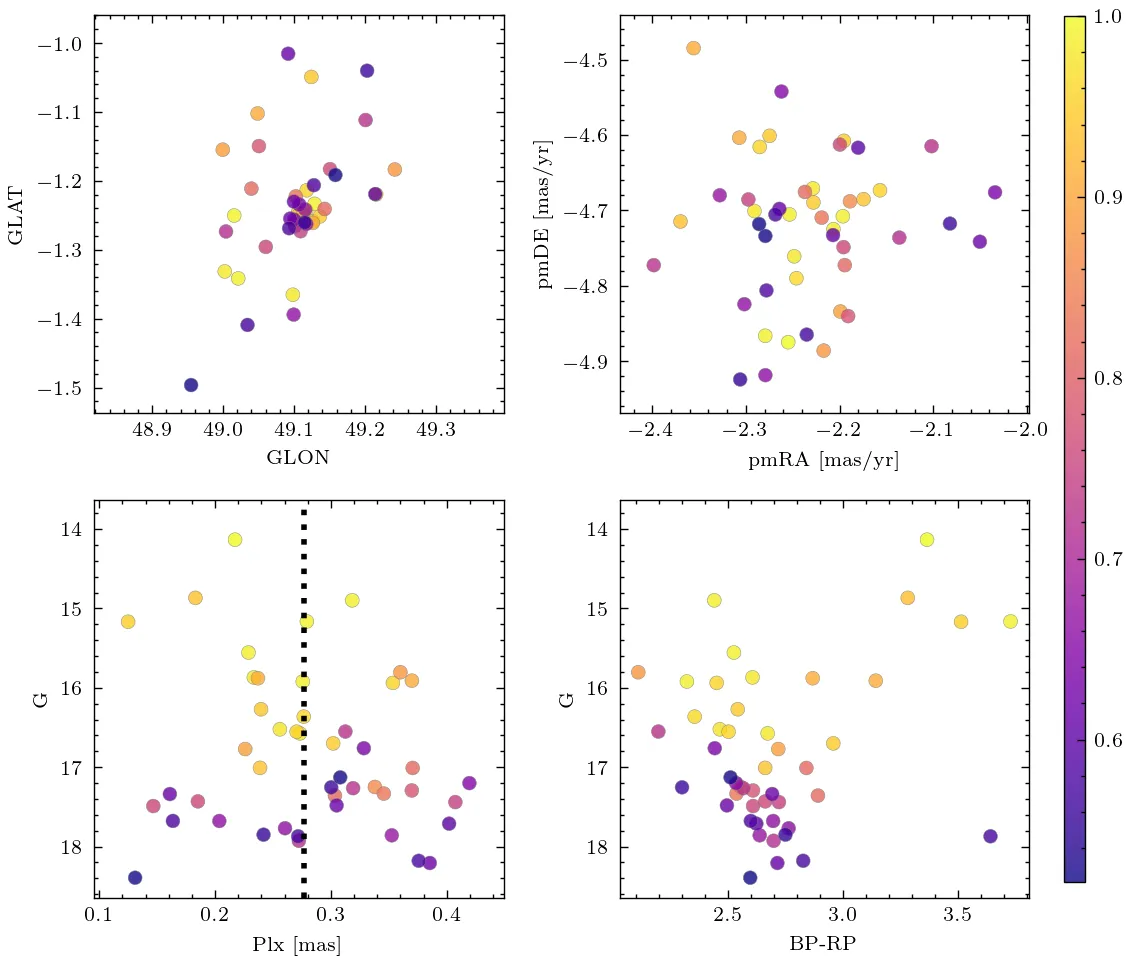 −1.0
−1.1
−1.2
−1.3
−1.4
−1.5
GLAT
48.9 49.0 49.1 49.2 49.3
GLON
−4.5
−4.6
−4.7
−4.8
−4.9
pmDE [mas/yr]
−2.4 −2.3 −2.2 −2.1 −2.0
pmRA [mas/yr]
14
15
16
17
18
G
0.1 0.2 0.3 0.4
Plx [mas]
14
15
16
17
18
G
2.5 3.0 3.5
BP-RP
1.0
0.9
0.8
0.7
0.6